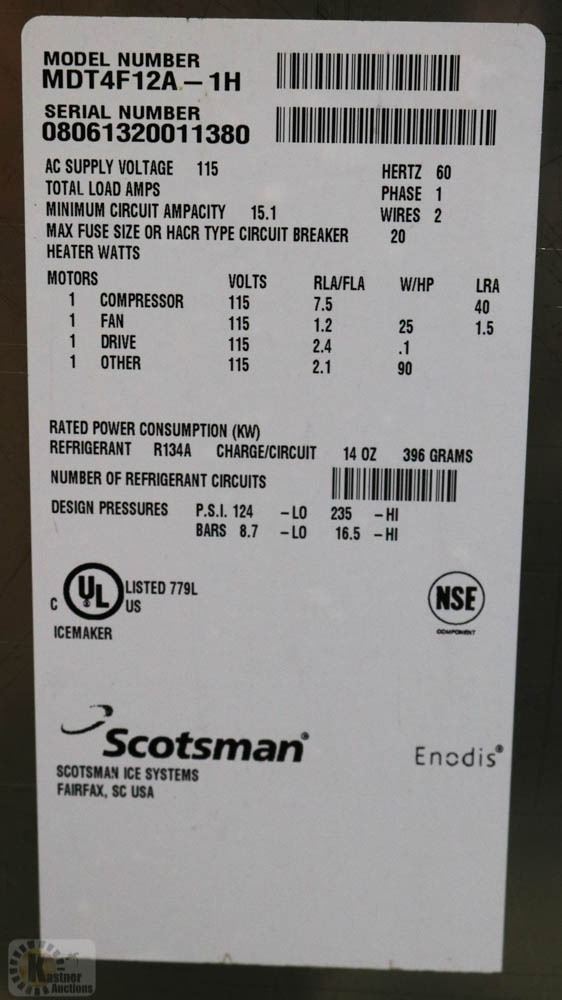 MODEL NUMBER
MDT4F12A – 1H
SERIAL NUMBER
08061320011380
AC SUPPLY VOLTAGE 115 HERTZ 60
TOTAL LOAD AMPS PHASE 1
MINIMUM CIRCUIT AMPACITY 15.1 WIRES 2
MAX FUSE SIZE OR HACR TYPE CIRCUIT BREAKER 20
HEATER WATTS
MOTORS VOLTS RLA/FLA W/HP LRA
1 COMPRESSOR 115 7.5 40
1 FAN 115 1.2 25 1.5
1 DRIVE 115 2.4 .1
1 OTHER 115 2.1 90
RATED POWER CONSUMPTION (KW)
REFRIGERANT R134A CHARGE/CIRCUIT 14 OZ 396 GRAMS
NUMBER OF REFRIGERANT CIRCUITS
DESIGN PRESSURES P.S.I. 124 – LO 235 – HI
BARS 8.7 – LO 16.5 – HI
C UL LISTED 779L
US
ICEMAKER
NSE
COMPONENT
Scotsman®
Enodis®
SCOTSMAN ICE SYSTEMS
FAIRFAX, SC USA
Kastner
Auctions